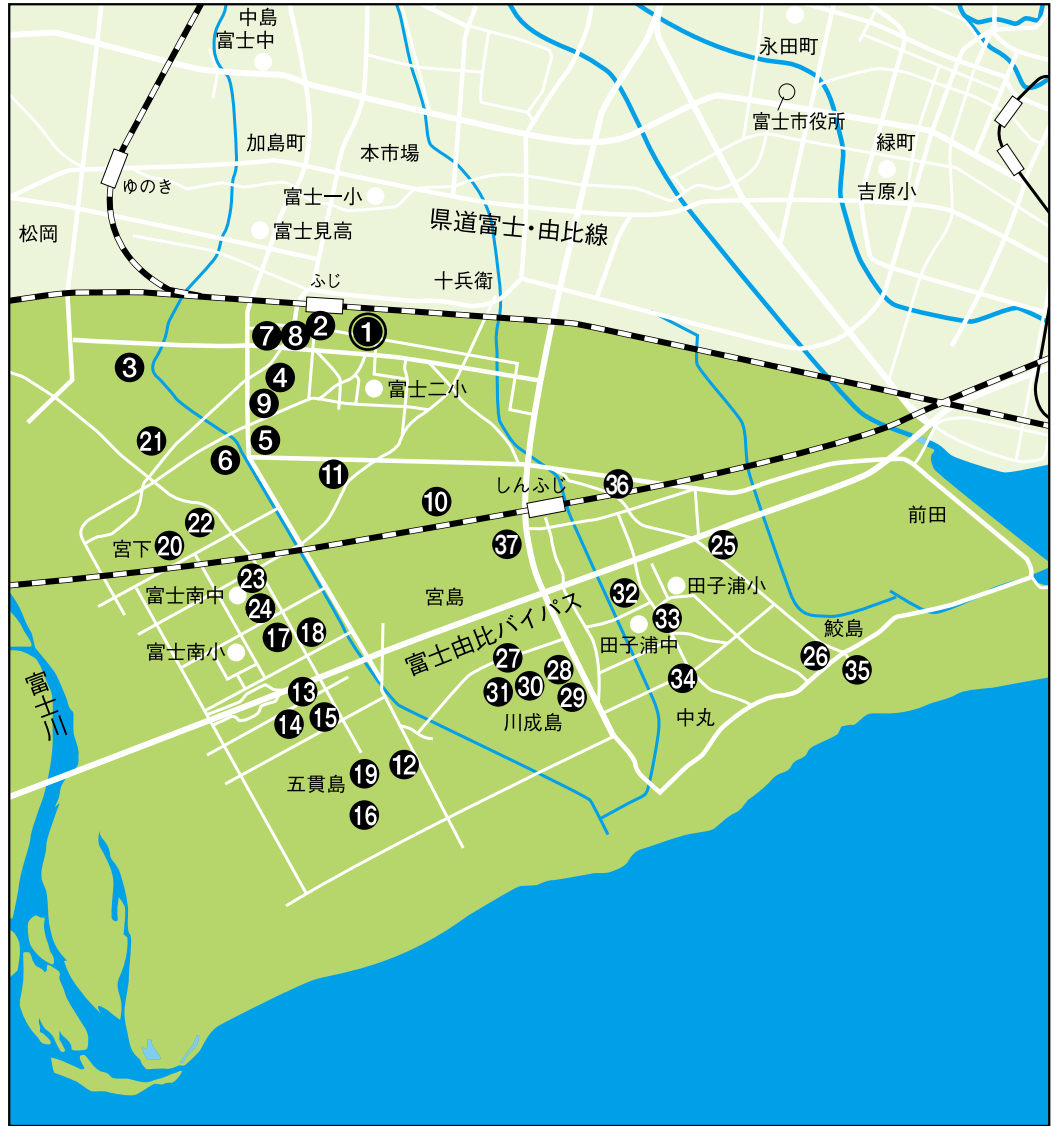 中島
富士中
永田町
富士市役所
加島町
本市場
緑町
吉原小
ゆのき
富士一小
富士見高
松岡
県道富士・由比線
十兵衛
ふじ
1
2
8
7
3
4
富士二小
9
5
21
6
11
しんふじ
36
10
前田
22
宮下
20
37
25
23
富士南中
24
宮島
32
田子浦小
17
18
富士南小
富士由比バイパス
33
田子浦中
鮫島
26
35
27
28
30
31
29
34
川成島
中丸
富士川
13
14
15
12
五貫島
19
16